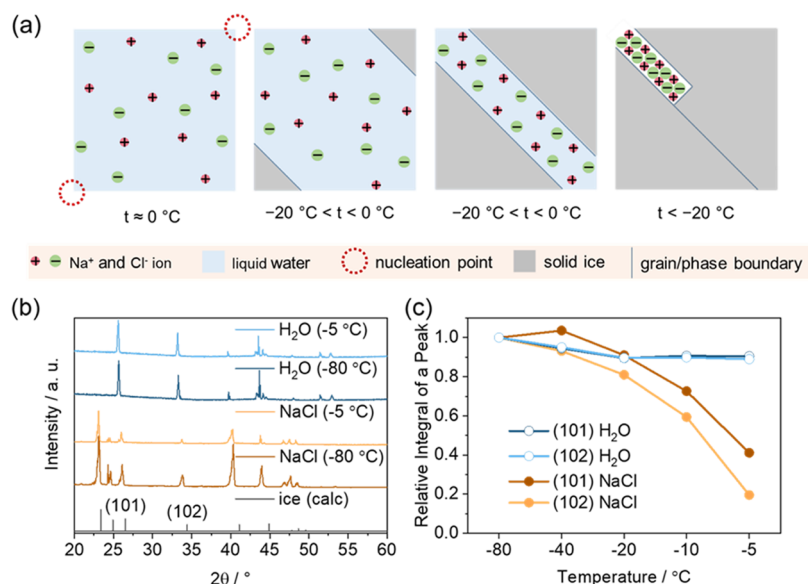 (a)
t ≈ 0 °C
−20 °C < t < 0 °C
−20 °C < t < 0 °C
t < −20 °C
Na⁺ and Cl⁻ ion
liquid water
nucleation point
solid ice
grain/phase boundary
(b)
Intensity / a. u.
H₂O (-5 °C)
H₂O (-80 °C)
NaCl (-5 °C)
NaCl (-80 °C)
ice (calc)
(101)
(102)
20 25 30 35 40 45 50 55 60
2θ / °
(c)
Relative Integral of a Peak
1.0
0.8
0.6
0.4
0.2
0.0
(101) H₂O
(102) H₂O
(101) NaCl
(102) NaCl
-80 -40 -20 -10 -5
Temperature / °C